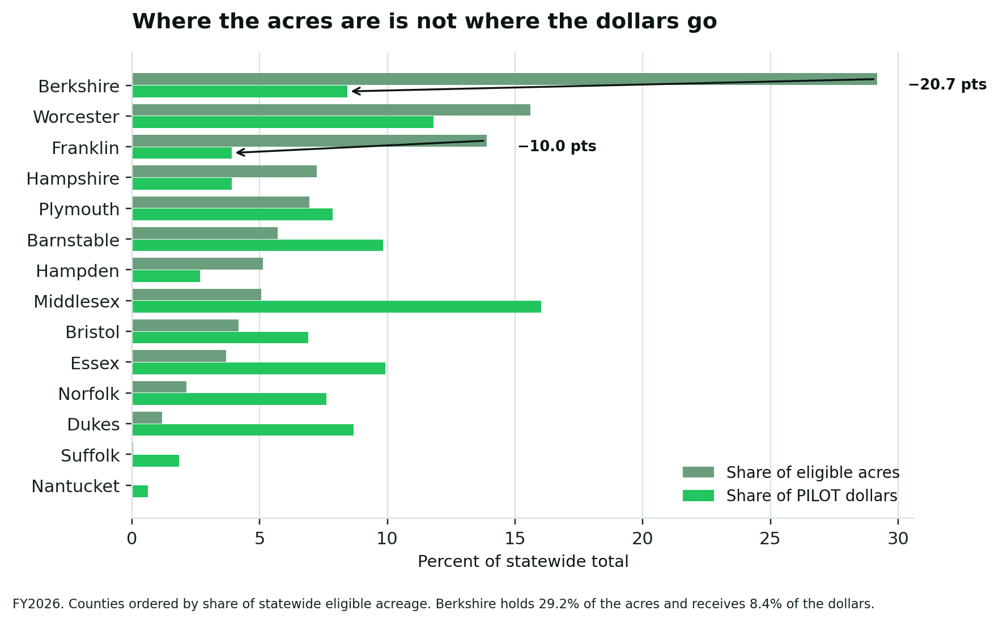 Where the acres are is not where the dollars go
Berkshire
−20.7 pts
Worcester
Franklin
−10.0 pts
Hampshire
Plymouth
Barnstable
Hampden
Middlesex
Bristol
Essex
Norfolk
Dukes
Suffolk
Nantucket
Share of eligible acres
Share of PILOT dollars
0 5 10 15 20 25 30
Percent of statewide total
FY2026. Counties ordered by share of statewide eligible acreage. Berkshire holds 29.2% of the acres and receives 8.4% of the dollars.